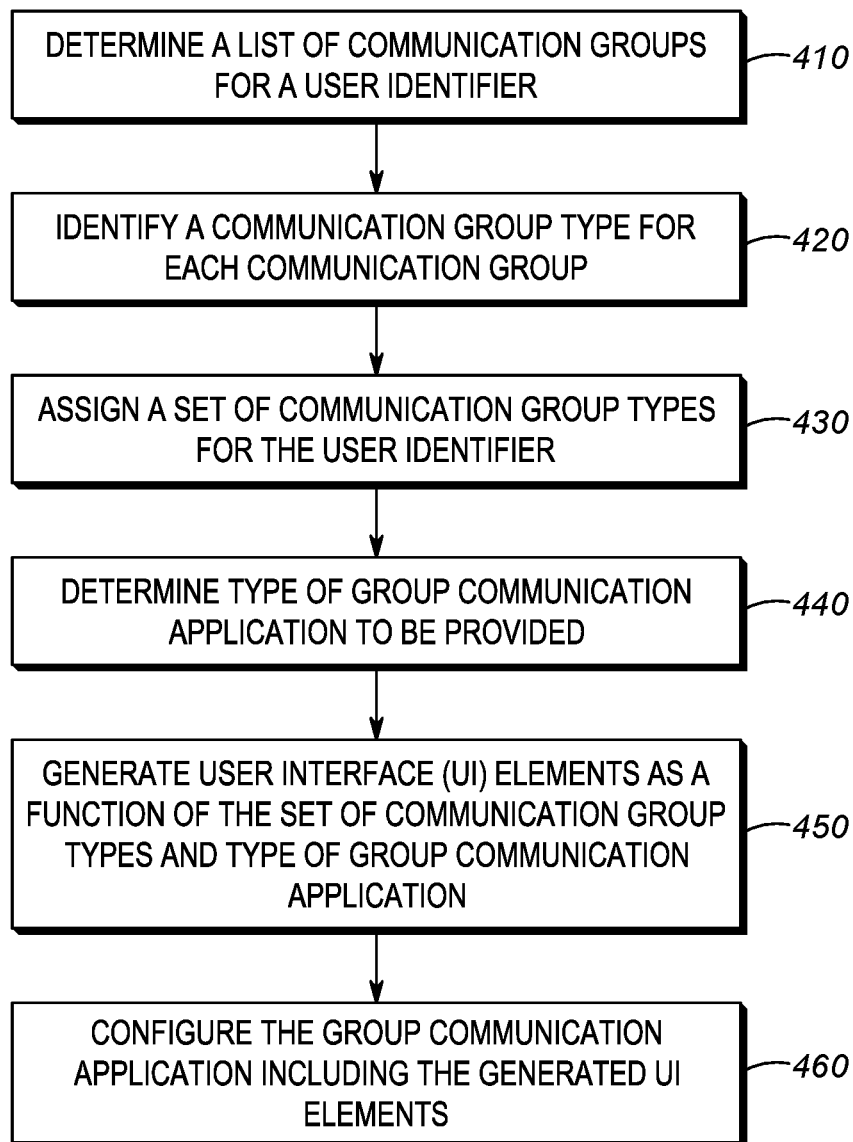 DETERMINE A LIST OF COMMUNICATION GROUPS
FOR A USER IDENTIFIER
410
IDENTIFY A COMMUNICATION GROUP TYPE FOR
EACH COMMUNICATION GROUP
420
ASSIGN A SET OF COMMUNICATION GROUP TYPES
FOR THE USER IDENTIFIER
430
DETERMINE TYPE OF GROUP COMMUNICATION
APPLICATION TO BE PROVIDED
440
GENERATE USER INTERFACE (UI) ELEMENTS AS A
FUNCTION OF THE SET OF COMMUNICATION GROUP
TYPES AND TYPE OF GROUP COMMUNICATION
APPLICATION
450
CONFIGURE THE GROUP COMMUNICATION
APPLICATION INCLUDING THE GENERATED UI
ELEMENTS
460